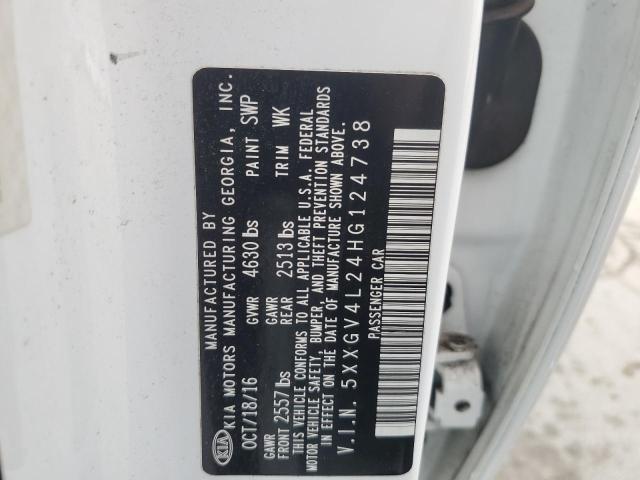 MANUFACTURED BY
KIA KIA MOTORS MANUFACTURING GEORGIA, INC.
OCT/18/16 GVWR 4630 lbs PAINT SWP
GAWR FRONT 2557 lbs GAWR REAR 2513 lbs TRIM WK
THIS VEHICLE CONFORMS TO ALL APPLICABLE U.S.A. FEDERAL
MOTOR VEHICLE SAFETY, BUMPER, AND THEFT PREVENTION STANDARDS
IN EFFECT ON THE DATE OF MANUFACTURE SHOWN ABOVE.
V.I.N. 5XXGV4L24HG124738
PASSENGER CAR